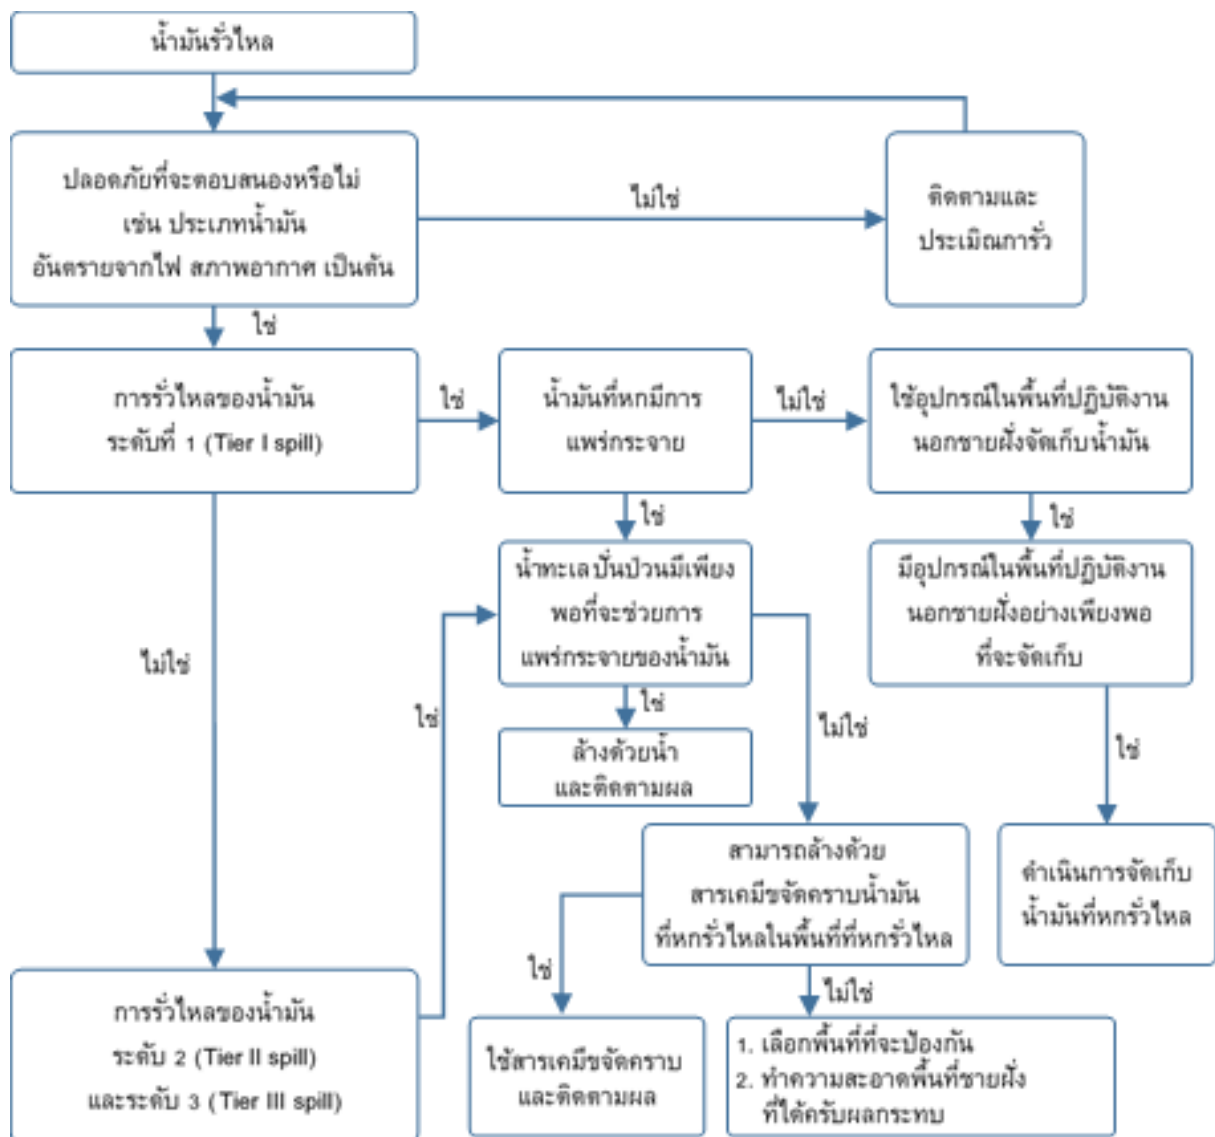 น้ำมันรั่วไหล
ปลอดภัยที่จะตอบสนองหรือไม่
เช่น ประเภทน้ำมัน
อันตรายจากไฟ สภาพอากาศ เป็นต้น
ไม่ใช่
ติดตามและ
ประเมิณการั่ว
ใช่
การรั่วไหลของน้ำมัน
ระดับที่ 1 (Tier I spill)
ใช่
น้ำมันที่หกมีการ
แพร่กระจาย
ไม่ใช่
ใช้อุปกรณ์ในพื้นที่ปฏิบัติงาน
นอกชายฝั่งจัดเก็บน้ำมัน
ใช่
ใช่
น้ำทะเลปั่นป่วนมีเพียง
พอที่จะช่วยการ
แพร่กระจายของน้ำมัน
มีอุปกรณ์ในพื้นที่ปฏิบัติงาน
นอกชายฝั่งอย่างเพียงพอ
ที่จะจัดเก็บ
ไม่ใช่
ใช่
ใช่
ไม่ใช่
ใช่
ล้างด้วยน้ำ
และติดตามผล
สามารถล้างด้วย
สารเคมีขจัดคราบน้ำมัน
ที่หกรั่วไหลในพื้นที่ที่หกรั่วไหล
ดำเนินการจัดเก็บ
น้ำมันที่หกรั่วไหล
ใช่
ไม่ใช่
การรั่วไหลของน้ำมัน
ระดับ 2 (Tier II spill)
และระดับ 3 (Tier III spill)
ใช้สารเคมีขจัดคราบ
และติดตามผล
1. เลือกพื้นที่ที่จะป้องกัน
2. ทำความสะอาดพื้นที่ชายฝั่ง
ที่ได้ครับผลกระทบ